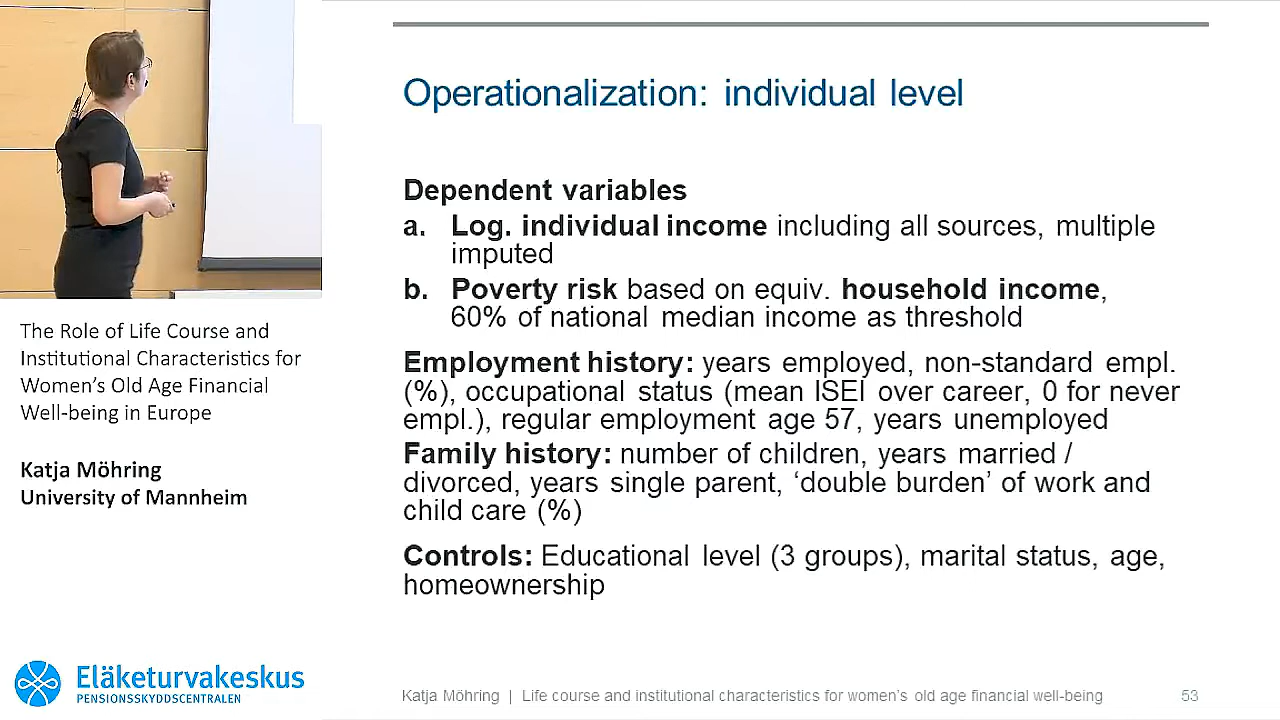 Operationalization: individual level
Dependent variables
a. Log. individual income including all sources, multiple
imputed
b. Poverty risk based on equiv. household income,
60% of national median income as threshold
Employment history: years employed, non-standard empl.
(%), occupational status (mean ISEI over career, 0 for never
empl.), regular employment age 57, years unemployed
Family history: number of children, years married /
divorced, years single parent, ‘double burden’ of work and
child care (%)
Controls: Educational level (3 groups), marital status, age,
homeownership
The Role of Life Course and
Institutional Characteristics for
Women’s Old Age Financial
Well-being in Europe
Katja Möhring
University of Mannheim
Eläketurvakeskus
PENSIONSSKYDDSCENTRALEN
Katja Möhring | Life course and institutional characteristics for women’s old age financial well-being 53